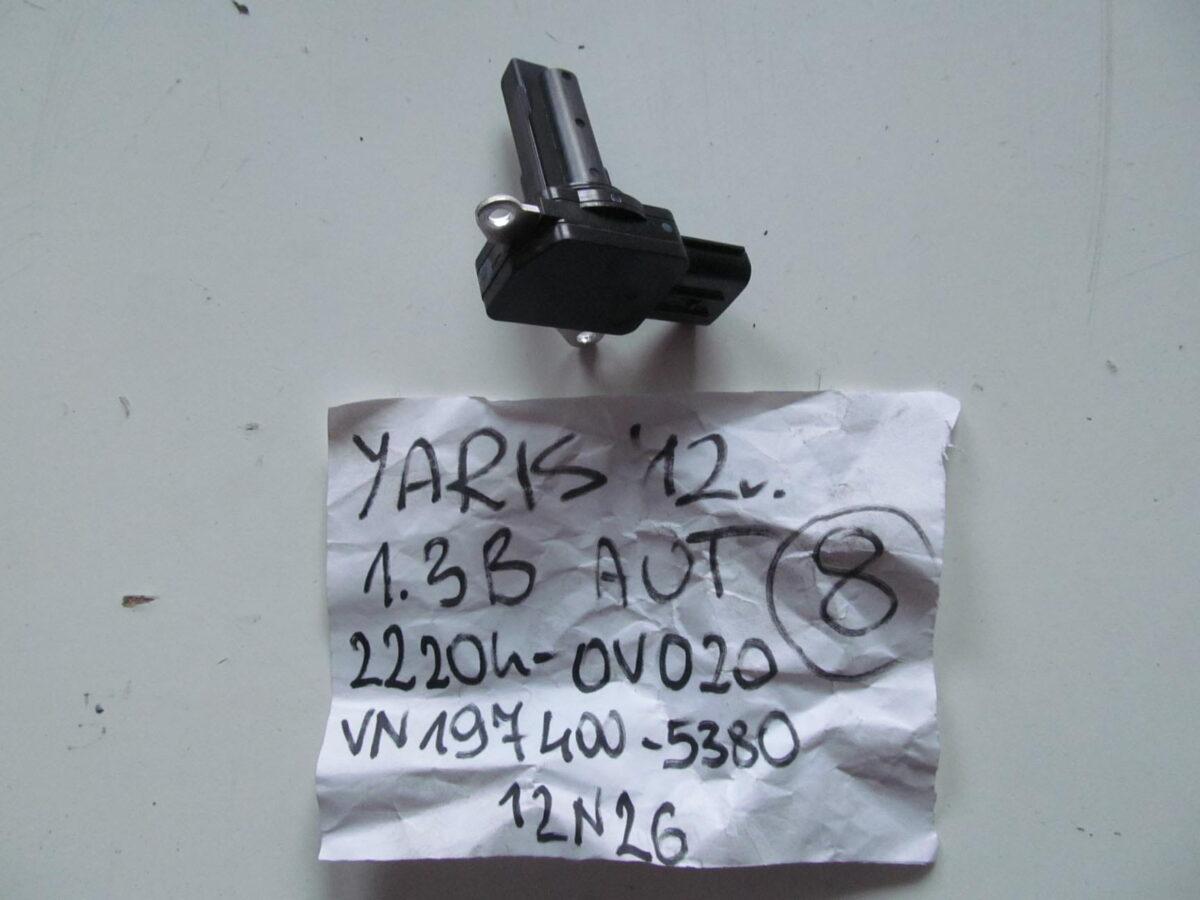 YARIS '12r.
1.3B AUT
8
22204-0V020
VN197400-5380
12N26